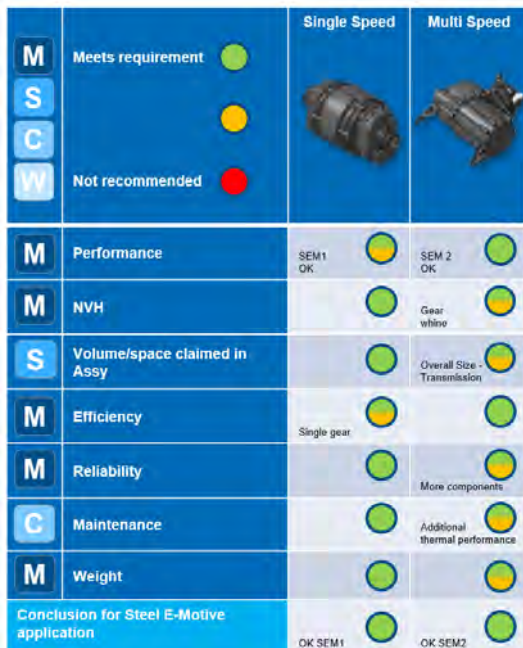 Single Speed Multi Speed
M Meets requirement
S
C
W Not recommended
M Performance SEM1 OK SEM 2 OK
M NVH Gear whino
S Volume/space claimed in Assy Overall Size - Transmission
M Efficiency Single gear
M Reliability More components
C Maintenance Additional thermal performance
M Weight
Conclusion for Steel E-Motive application OK SEM1 OK SEM2